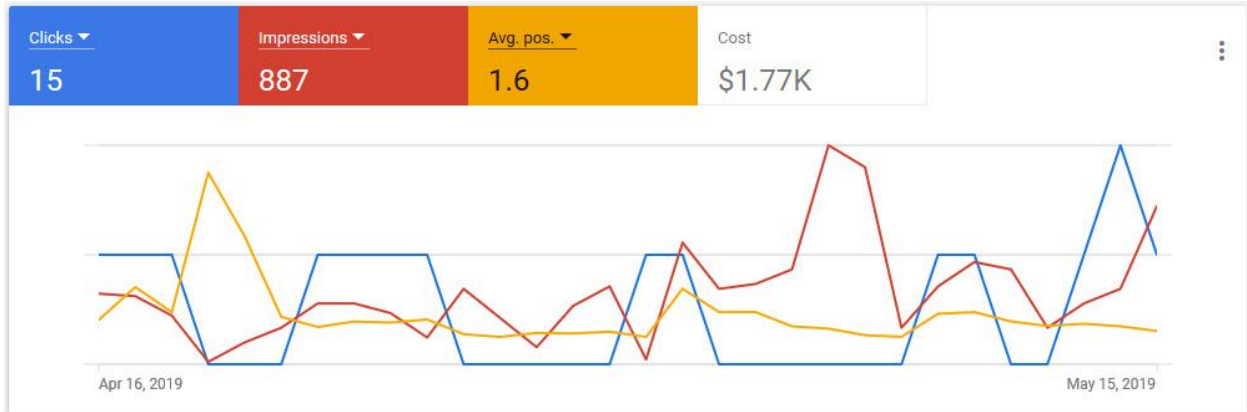 Clicks
Impressions
Avg. pos.
Cost
15
887
1.6
$1.77K
Apr 16, 2019
May 15, 2019